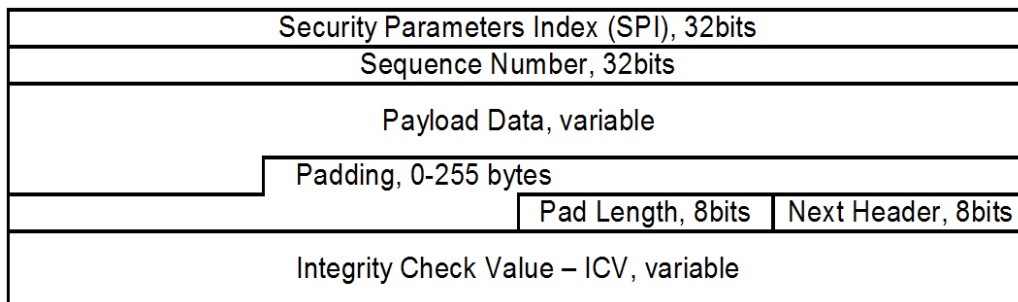 Security Parameters Index (SPI), 32bits
Sequence Number, 32bits
Payload Data, variable
Padding, 0-255 bytes
Pad Length, 8bits Next Header, 8bits
Integrity Check Value – ICV, variable